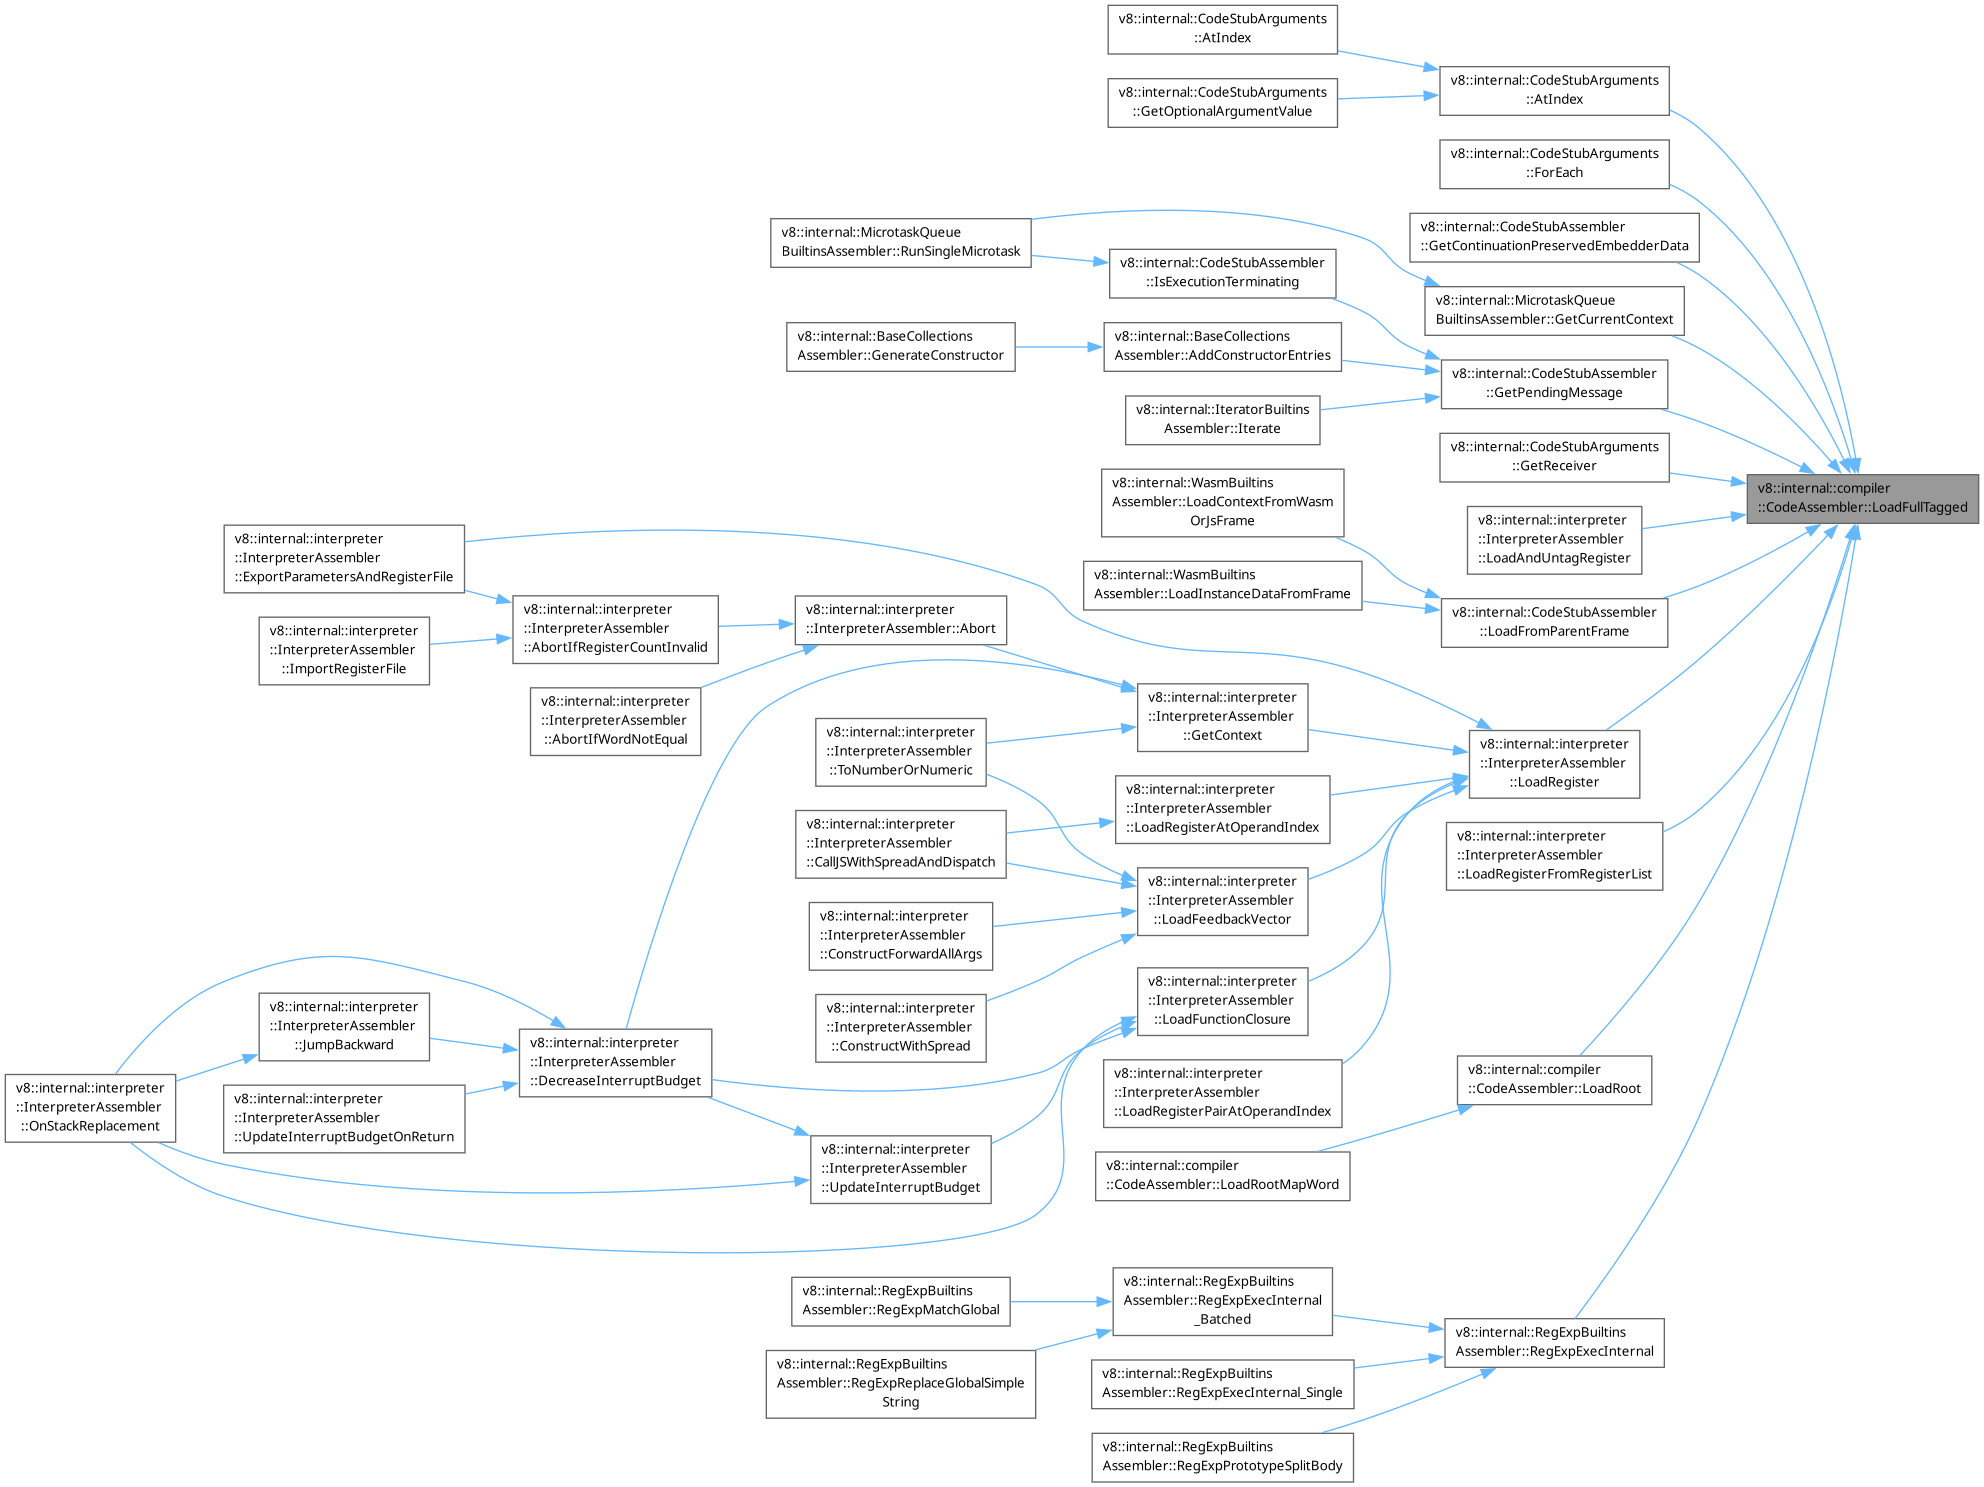 v8::internal::CodeStubArguments
::AtIndex
v8::internal::CodeStubArguments
::AtIndex
v8::internal::CodeStubArguments
::GetOptionalArgumentValue
v8::internal::CodeStubArguments
::ForEach
v8::internal::CodeStubAssembler
::GetContinuationPreservedEmbedderData
v8::internal::MicrotaskQueue
BuiltinsAssembler::RunSingleMicrotask
v8::internal::CodeStubAssembler
::IsExecutionTerminating
v8::internal::MicrotaskQueue
BuiltinsAssembler::GetCurrentContext
v8::internal::BaseCollections
Assembler::GenerateConstructor
v8::internal::BaseCollections
Assembler::AddConstructorEntries
v8::internal::CodeStubAssembler
::GetPendingMessage
v8::internal::IteratorBuiltins
Assembler::Iterate
v8::internal::CodeStubArguments
::GetReceiver
v8::internal::compiler
::CodeAssembler::LoadFullTagged
v8::internal::WasmBuiltins
Assembler::LoadContextFromWasm
OrJsFrame
v8::internal::interpreter
::InterpreterAssembler
::LoadAndUntagRegister
v8::internal::interpreter
::InterpreterAssembler
::ExportParametersAndRegisterFile
v8::internal::WasmBuiltins
Assembler::LoadInstanceDataFromFrame
v8::internal::CodeStubAssembler
::LoadFromParentFrame
v8::internal::interpreter
::InterpreterAssembler
::ImportRegisterFile
v8::internal::interpreter
::InterpreterAssembler
::AbortIfRegisterCountInvalid
v8::internal::interpreter
::InterpreterAssembler::Abort
v8::internal::interpreter
::InterpreterAssembler
::AbortIfWordNotEqual
v8::internal::interpreter
::InterpreterAssembler
::GetContext
v8::internal::interpreter
::InterpreterAssembler
::ToNumberOrNumeric
v8::internal::interpreter
::InterpreterAssembler
::LoadRegister
v8::internal::interpreter
::InterpreterAssembler
::LoadRegisterAtOperandIndex
v8::internal::interpreter
::InterpreterAssembler
::CallJSWithSpreadAndDispatch
v8::internal::interpreter
::InterpreterAssembler
::LoadRegisterFromRegisterList
v8::internal::interpreter
::InterpreterAssembler
::LoadFeedbackVector
v8::internal::interpreter
::InterpreterAssembler
::ConstructForwardAllArgs
v8::internal::interpreter
::InterpreterAssembler
::LoadFunctionClosure
v8::internal::interpreter
::InterpreterAssembler
::ConstructWithSpread
v8::internal::interpreter
::InterpreterAssembler
::JumpBackward
v8::internal::interpreter
::InterpreterAssembler
::DecreaseInterruptBudget
v8::internal::interpreter
::InterpreterAssembler
::OnStackReplacement
v8::internal::interpreter
::InterpreterAssembler
::UpdateInterruptBudgetOnReturn
v8::internal::interpreter
::InterpreterAssembler
::LoadRegisterPairAtOperandIndex
v8::internal::compiler
::CodeAssembler::LoadRoot
v8::internal::interpreter
::InterpreterAssembler
::UpdateInterruptBudget
v8::internal::compiler
::CodeAssembler::LoadRootMapWord
v8::internal::RegExpBuiltins
Assembler::RegExpMatchGlobal
v8::internal::RegExpBuiltins
Assembler::RegExpExecInternal
_Batched
v8::internal::RegExpBuiltins
Assembler::RegExpExecInternal
v8::internal::RegExpBuiltins
Assembler::RegExpReplaceGlobalSimple
String
v8::internal::RegExpBuiltins
Assembler::RegExpExecInternal_Single
v8::internal::RegExpBuiltins
Assembler::RegExpPrototypeSplitBody